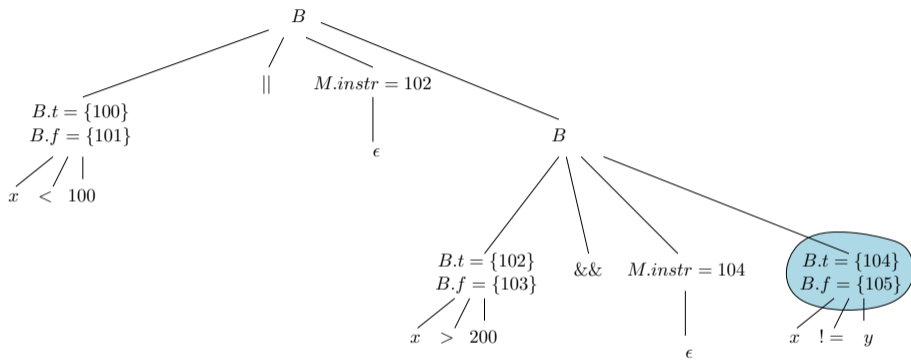 B
||
M.instr = 102
B.t = {100}
B.f = {101}
B
ϵ
x < 100
B.t = {102}
B.f = {103}
&&
M.instr = 104
B.t = {104}
B.f = {105}
x > 200
x != y
ϵ